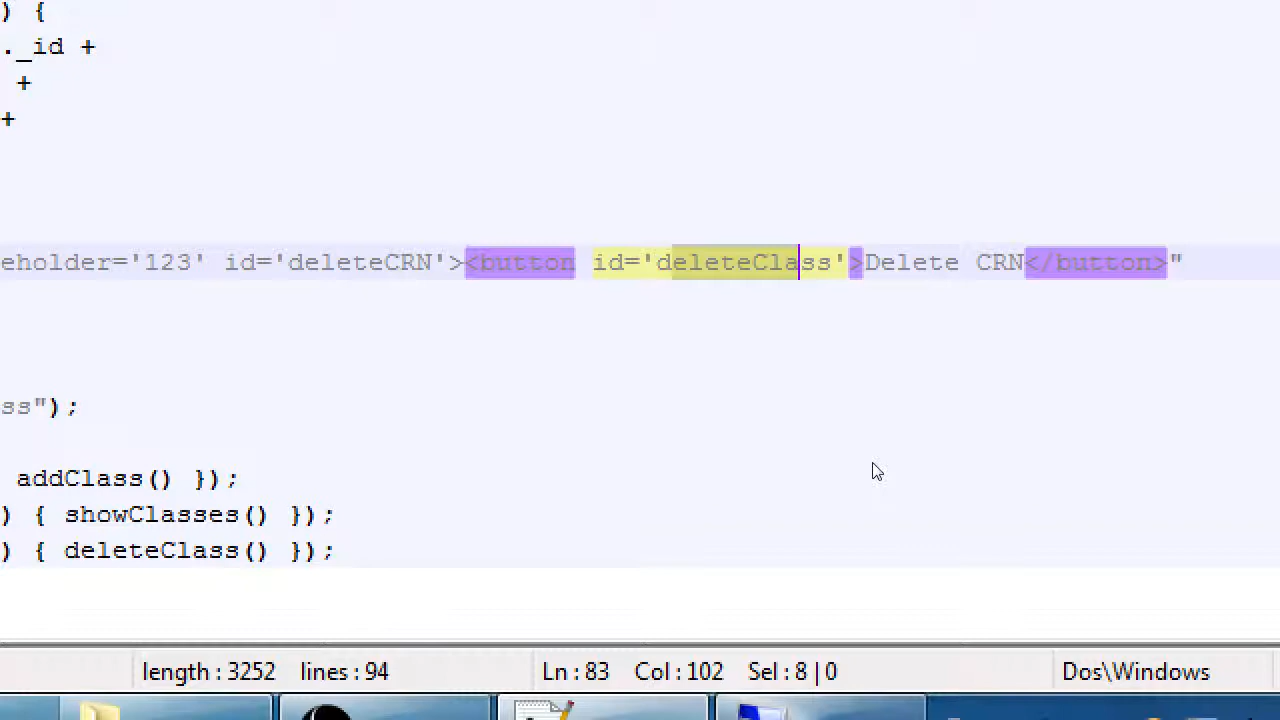 ) {
._id +
+
+
eholder='123' id='deleteCRN'><button id='deleteClass'>Delete CRN</button>"
ss");
addClass() });
) { showClasses() });
) { deleteClass() });
length : 3252 lines : 94 Ln : 83 Col : 102 Sel : 8 | 0 Dos\Windows